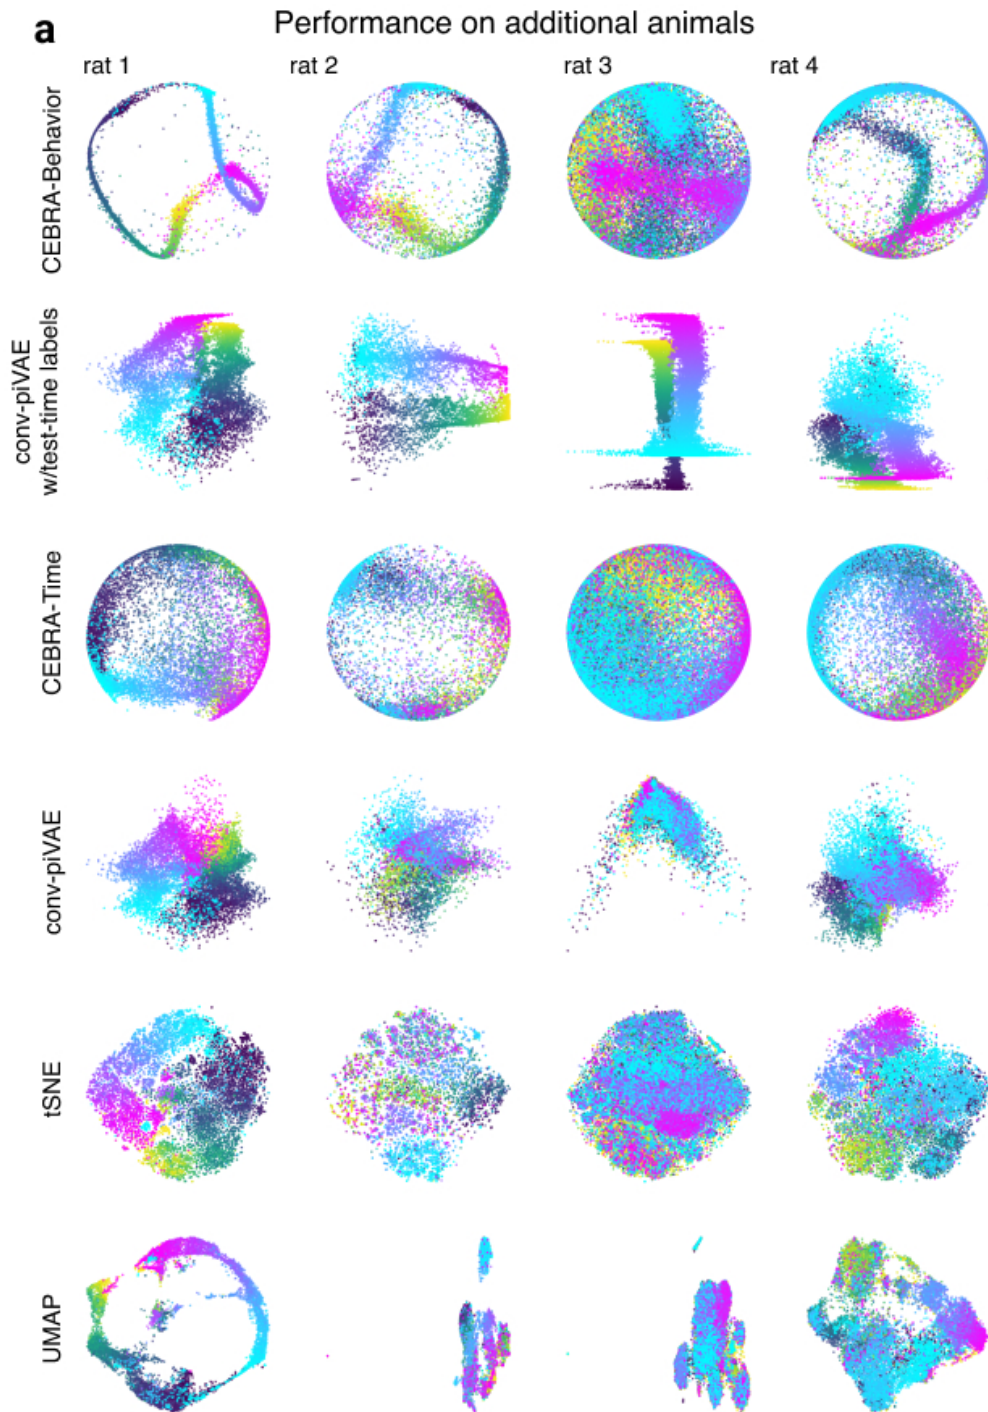 a
Performance on additional animals
rat 1
rat 2
rat 3
rat 4
CEBRA-Behavior
conv-piVAE
w/test-time labels
CEBRA-Time
conv-piVAE
tSNE
UMAP